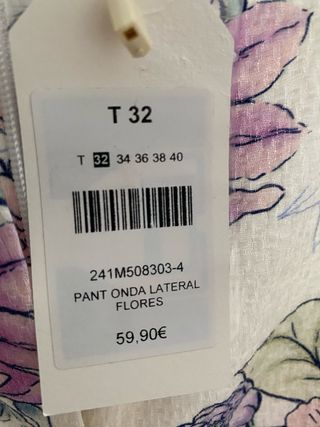 T 32
T 32 34 36 38 40
241M508303-4
PANT ONDA LATERAL
FLORES
59,90€